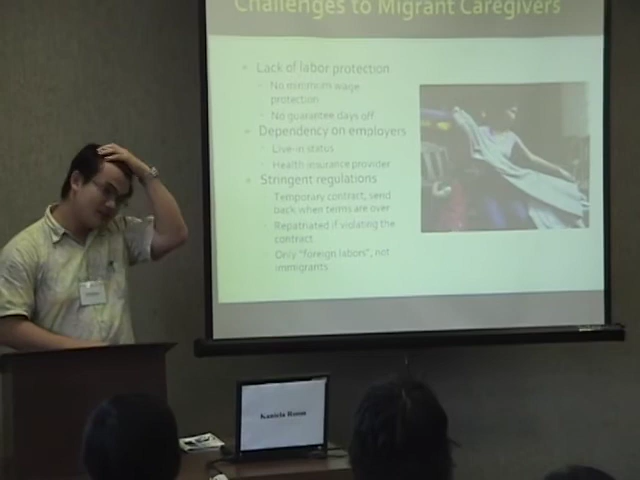 Challenges to Migrant Caregivers
Lack of labor protection
No minimum wage
protection
No guarantee days off
Dependency on employers
Live-in status
Health insurance provider
Stringent regulations
Temporary contract, send
back when terms are over
Repatriated if violating the
contract
Only "foreign labors", not
immigrants
Room